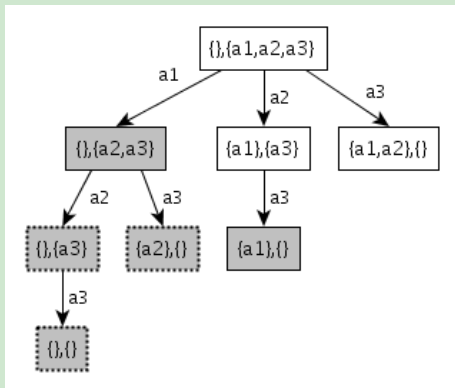 {},{a1,a2,a3}
a1
a2
a3
{},{a2,a3}
{a1},{a3}
{a1,a2},{}
a2
a3
a3
{},{a3}
{a2},{}
{a1},{}
a3
{},{}